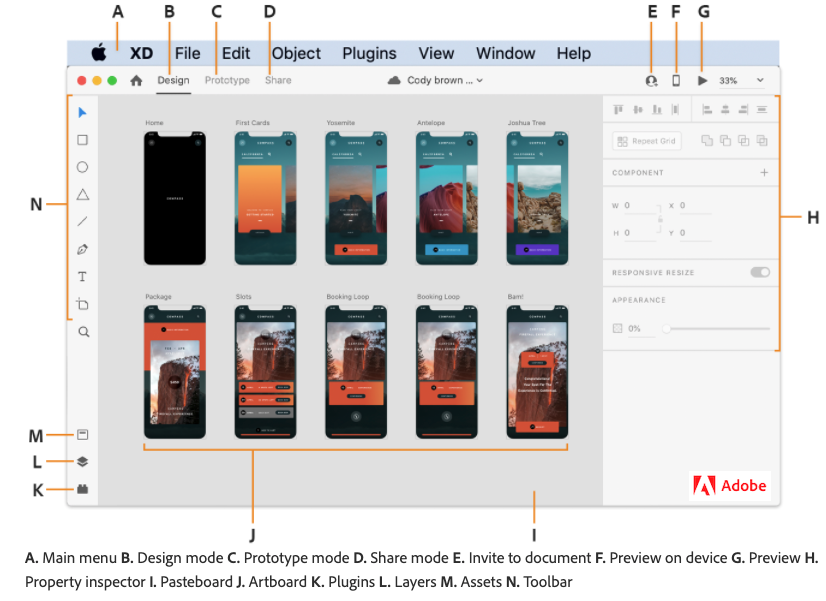 A B C D E F G
XD File Edit Object Plugins View Window Help
Design Prototype Share Cody brown ... 33%
Home First Cards Yosemite Antelope Joshua Tree
Repeat Grid
COMPONENT
N
W 0 X 0
H
H 0 Y 0
T
RESPONSIVE RESIZE
Package Slots Booking Loop Booking Loop Bam!
APPEARANCE
0%
M
L
K
Adobe
J I
A. Main menu B. Design mode C. Prototype mode D. Share mode E. Invite to document F. Preview on device G. Preview H.
Property inspector I. Pasteboard J. Artboard K. Plugins L. Layers M. Assets N. Toolbar